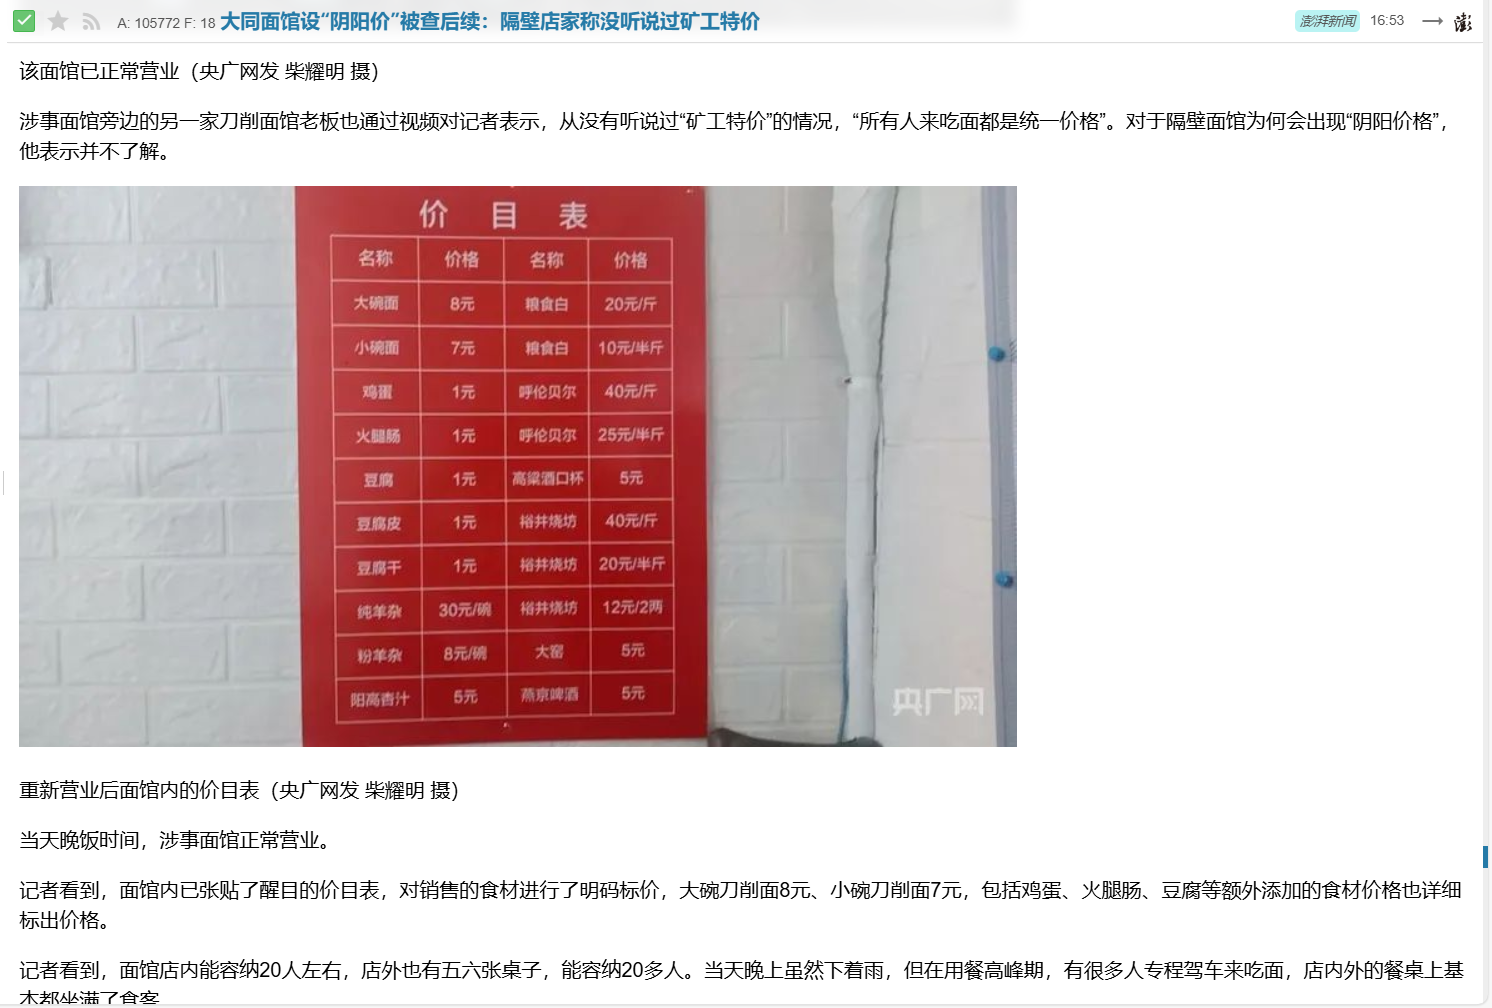 A: 105772 F: 18 大同面馆设“阴阳价”被查后续：隔壁店家称没听说过矿工特价 澎湃新闻 16:53
该面馆已正常营业（央广网发 柴耀明 摄）
涉事面馆旁边的另一家刀削面馆老板也通过视频对记者表示，从没有听说过“矿工特价”的情况，“所有人来吃面都是统一价格”。对于隔壁面馆为何会出现“阴阳价格”，
他表示并不了解。
价 目 表
名称 价格 名称 价格
大碗面 8元 粮食白 20元/斤
小碗面 7元 粮食白 10元/半斤
鸡蛋 1元 呼伦贝尔 40元/斤
火腿肠 1元 呼伦贝尔 25元/半斤
豆腐 1元 高粱酒口杯 5元
豆腐皮 1元 裕井烧坊 40元/斤
豆腐干 1元 裕井烧坊 20元/半斤
纯羊杂 30元/碗 裕井烧坊 12元/2两
粉羊杂 8元/碗 大窑 5元
阳高杏汁 5元 燕京啤酒 5元
央广网
重新营业后面馆内的价目表（央广网发 柴耀明 摄）
当天晚饭时间，涉事面馆正常营业。
记者看到，面馆内已张贴了醒目的价目表，对销售的食材进行了明码标价，大碗刀削面8元、小碗刀削面7元，包括鸡蛋、火腿肠、豆腐等额外添加的食材价格也详细
标出价格。
记者看到，面馆店内能容纳20人左右，店外也有五六张桌子，能容纳20多人。当天晚上虽然下着雨，但在用餐高峰期，有很多人专程驾车来吃面，店内外的餐桌上基
本都坐满了食客